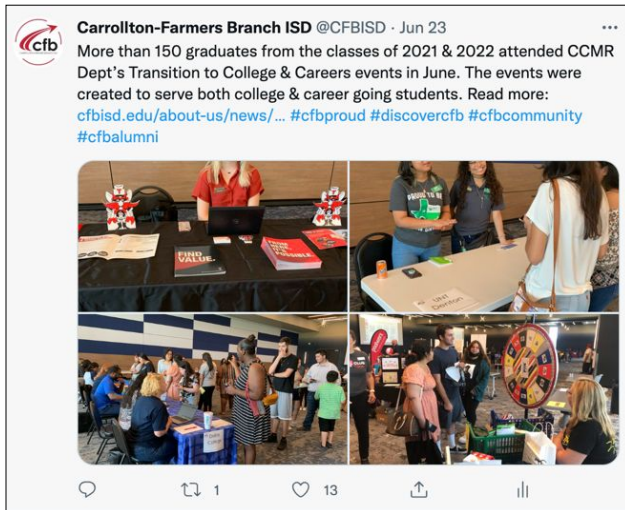 cfb
Carrollton-Farmers Branch ISD @CFBISD · Jun 23
More than 150 graduates from the classes of 2021 & 2022 attended CCMR
Dept's Transition to College & Careers events in June. The events were
created to serve both college & career going students. Read more:
cfbisd.edu/about-us/news/... #cfbproud #discovercfb #cfbcommunity
#cfbalumni
FIND
VALUE.
UNT
Denton
1
13